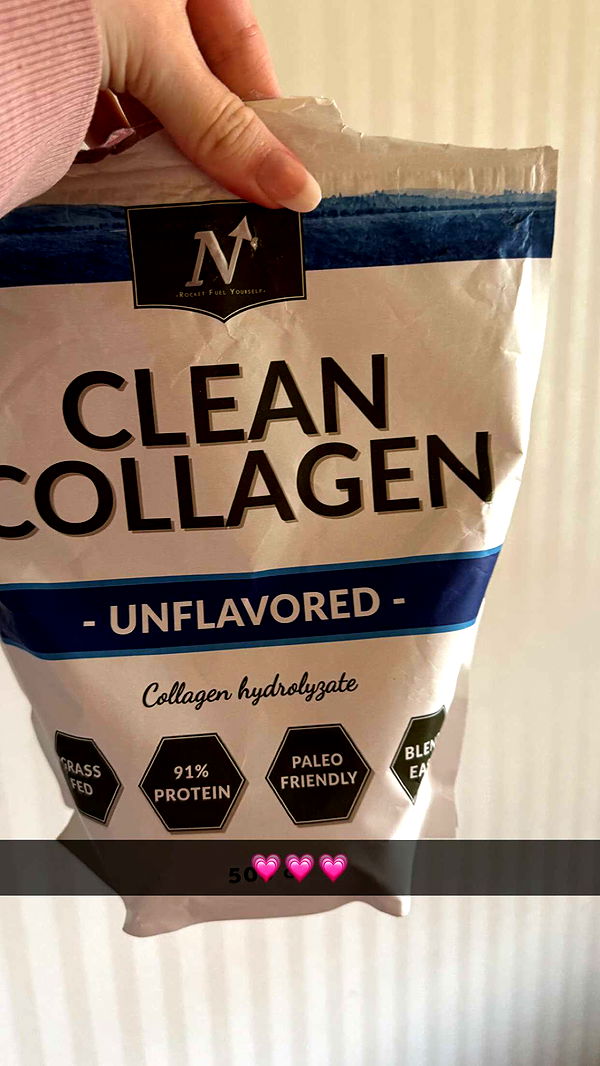 N
·ROCKET FUEL YOURSELF·
CLEAN
COLLAGEN
- UNFLAVORED -
Collagen hydrolyzate
GRASS
FED
91%
PROTEIN
PALEO
FRIENDLY
💗💗💗